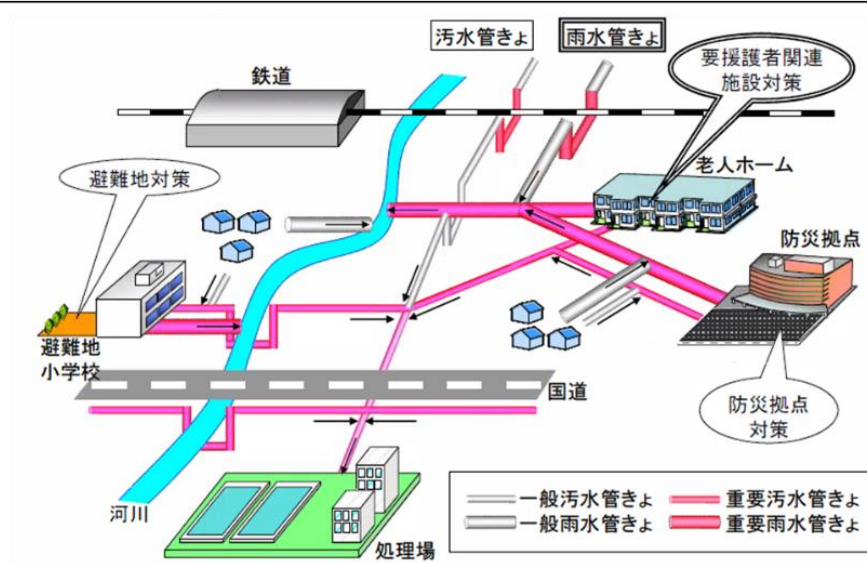 汚水管きょ
雨水管きょ
要援護者関連
施設対策
鉄道
老人ホーム
避難地対策
防災拠点
避難地
小学校
国道
防災拠点
対策
河川
処理場
一般汚水管きょ
重要汚水管きょ
一般雨水管きょ
重要雨水管きょ